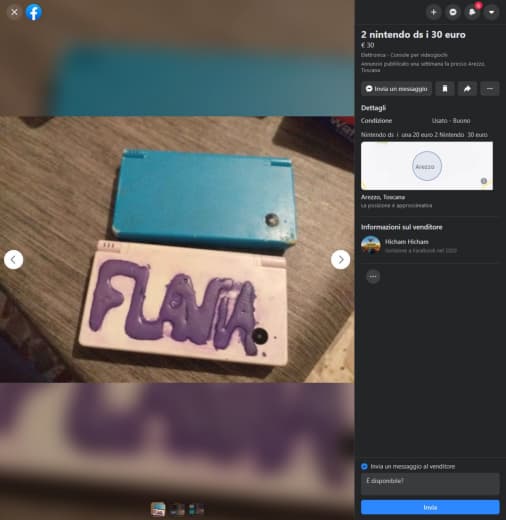 2 nintendo ds i 30 euro
€ 30
Elettronica - Console per videogiochi
Annuncio pubblicato una settimana fa presso Arezzo,
Toscana
Invia un messaggio
Dettagli
Condizione Usato - Buono
Nintendo ds i una 20 euro 2 Nintendo 30 euro
Arezzo
Arezzo, Toscana
La posizione è approssimativa
Informazioni sul venditore
Hicham Hicham
Iscrizione a Facebook nel
FLAVIA
Invia un messaggio al venditore
È disponibile?
Invia